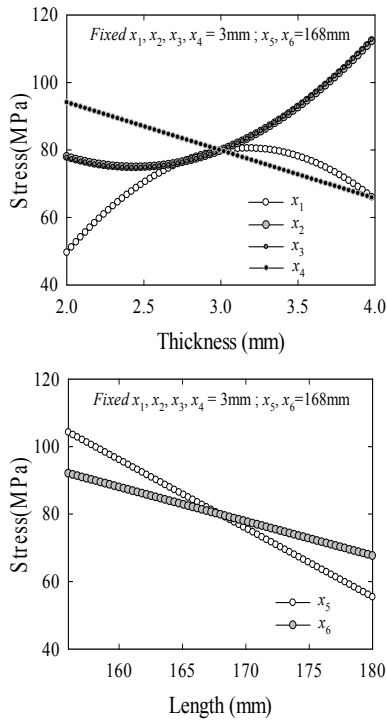 120
Fixed x1, x2, x3, x4 = 3mm ; x5, x6=168mm
100
Stress(MPa)
80
60
40
x1
x2
x3
x4
2.0 2.5 3.0 3.5 4.0
Thickness (mm)
120
Fixed x1, x2, x3, x4 = 3mm ; x5, x6=168mm
100
Stress(MPa)
80
60
40
x5
x6
160 165 170 175 180
Length (mm)